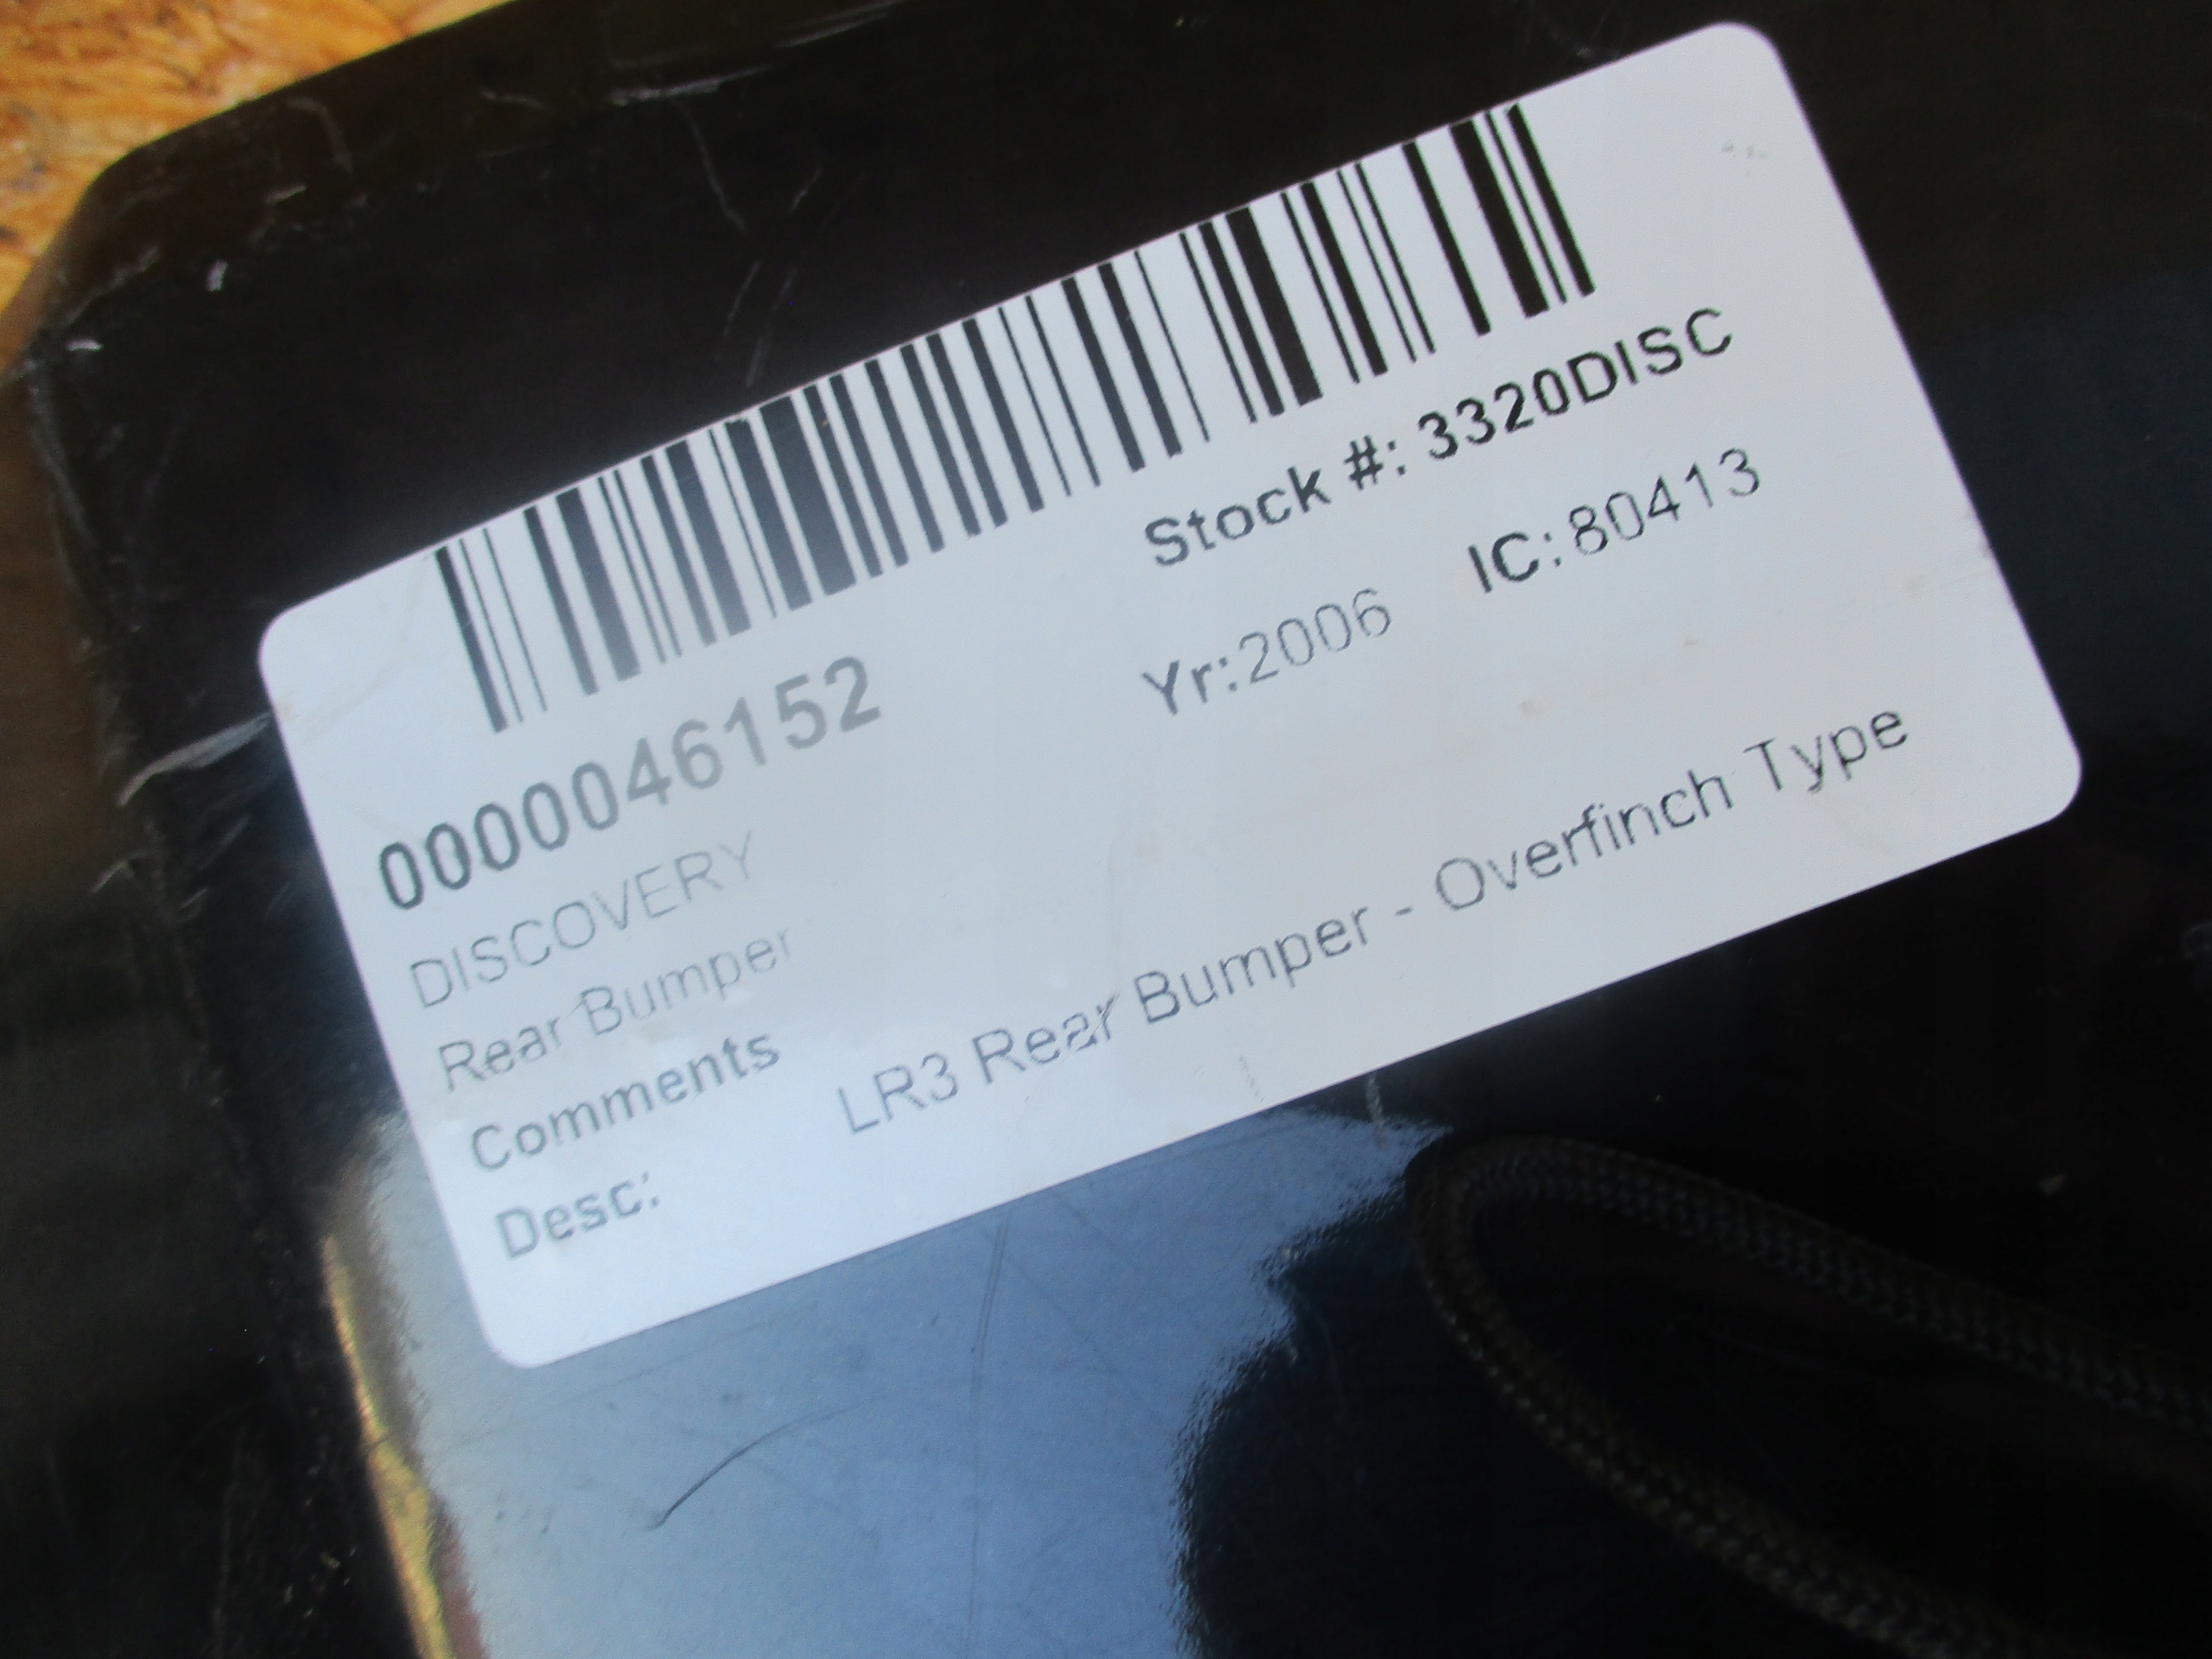 0000046152
Stock #: 3320DISC
DISCOVERY
Yr:2006 IC:80413
Rear Bumper
Comments
Desc: LR3 Rear Bumper - Overfinch Type